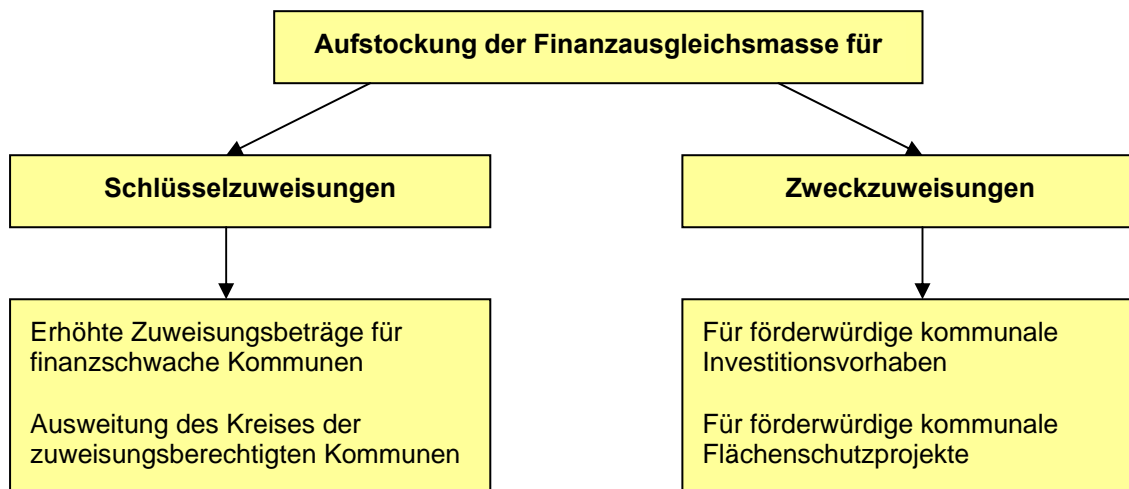 Aufstockung der Finanzausgleichsmasse für
Schlüsselzuweisungen
Zweckzuweisungen
Erhöhte Zuweisungsbeträge für
finanzschwache Kommunen
Ausweitung des Kreises der
zuweisungsberechtigten Kommunen
Für förderwürdige kommunale
Investitionsvorhaben
Für förderwürdige kommunale
Flächenschutzprojekte